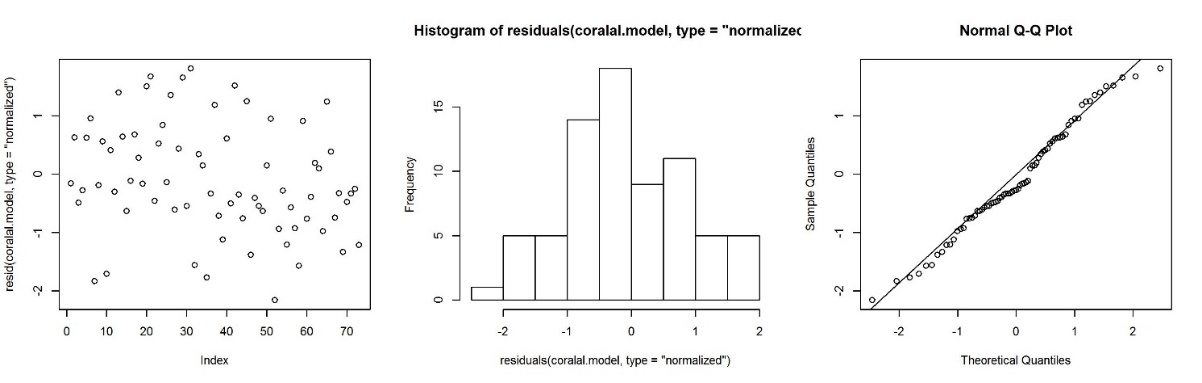 Histogram of residuals(coralal.model, type = "normalized
Normal Q-Q Plot
resid(coralal.model, type = "normalized")
1
0
-1
-2
0 10 20 30 40 50 60 70
Index
Frequency
15
10
5
0
-2 -1 0 1 2
residuals(coralal.model, type = "normalized")
Sample Quantiles
1
0
-1
-2
-2 -1 0 1 2
Theoretical Quantiles